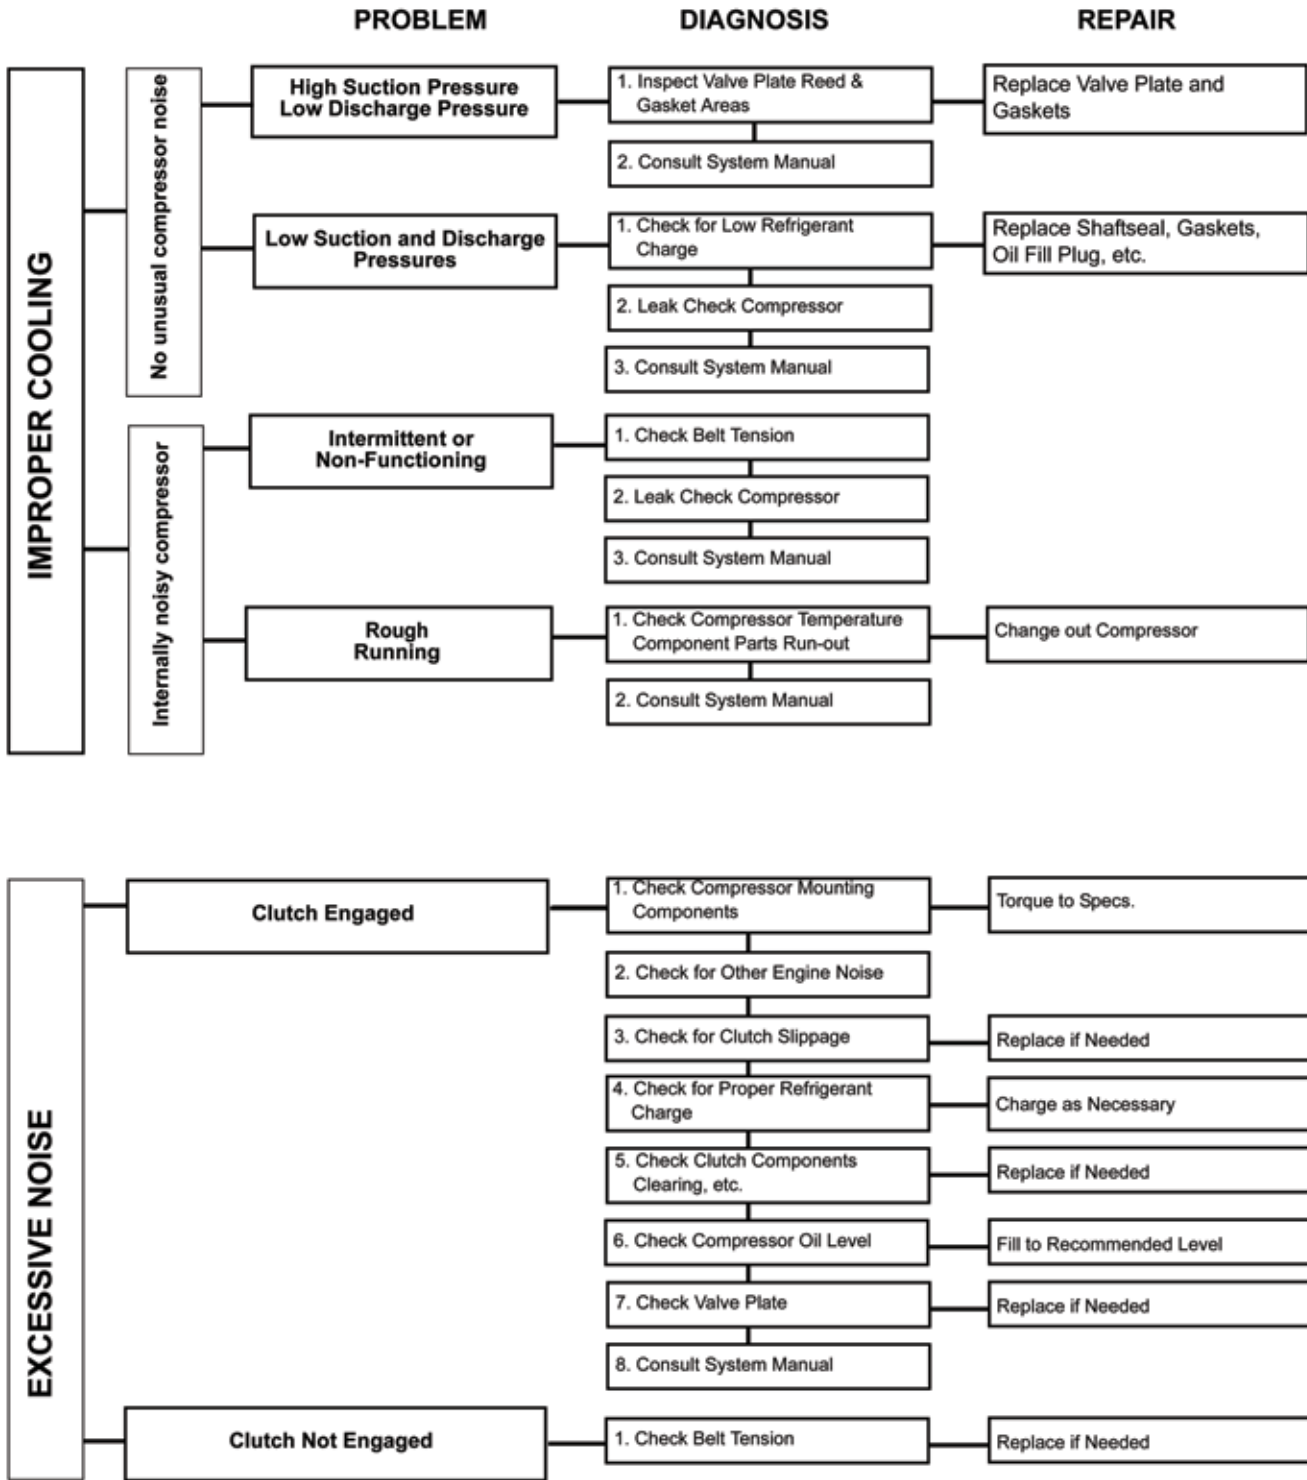 PROBLEM
DIAGNOSIS
REPAIR
IMPROPER COOLING
No unusual compressor noise
High Suction Pressure
Low Discharge Pressure
1. Inspect Valve Plate Reed &
Gasket Areas
Replace Valve Plate and
Gaskets
2. Consult System Manual
Low Suction and Discharge
Pressures
1. Check for Low Refrigerant
Charge
Replace Shaftseal, Gaskets,
Oil Fill Plug, etc.
2. Leak Check Compressor
3. Consult System Manual
Internally noisy compressor
Intermittent or
Non-Functioning
1. Check Belt Tension
2. Leak Check Compressor
3. Consult System Manual
Rough
Running
1. Check Compressor Temperature
Component Parts Run-out
Change out Compressor
2. Consult System Manual
EXCESSIVE NOISE
Clutch Engaged
1. Check Compressor Mounting
Components
Torque to Specs.
2. Check for Other Engine Noise
3. Check for Clutch Slippage
Replace if Needed
4. Check for Proper Refrigerant
Charge
Charge as Necessary
5. Check Clutch Components
Clearing, etc.
Replace if Needed
6. Check Compressor Oil Level
Fill to Recommended Level
7. Check Valve Plate
Replace if Needed
8. Consult System Manual
Clutch Not Engaged
1. Check Belt Tension
Replace if Needed